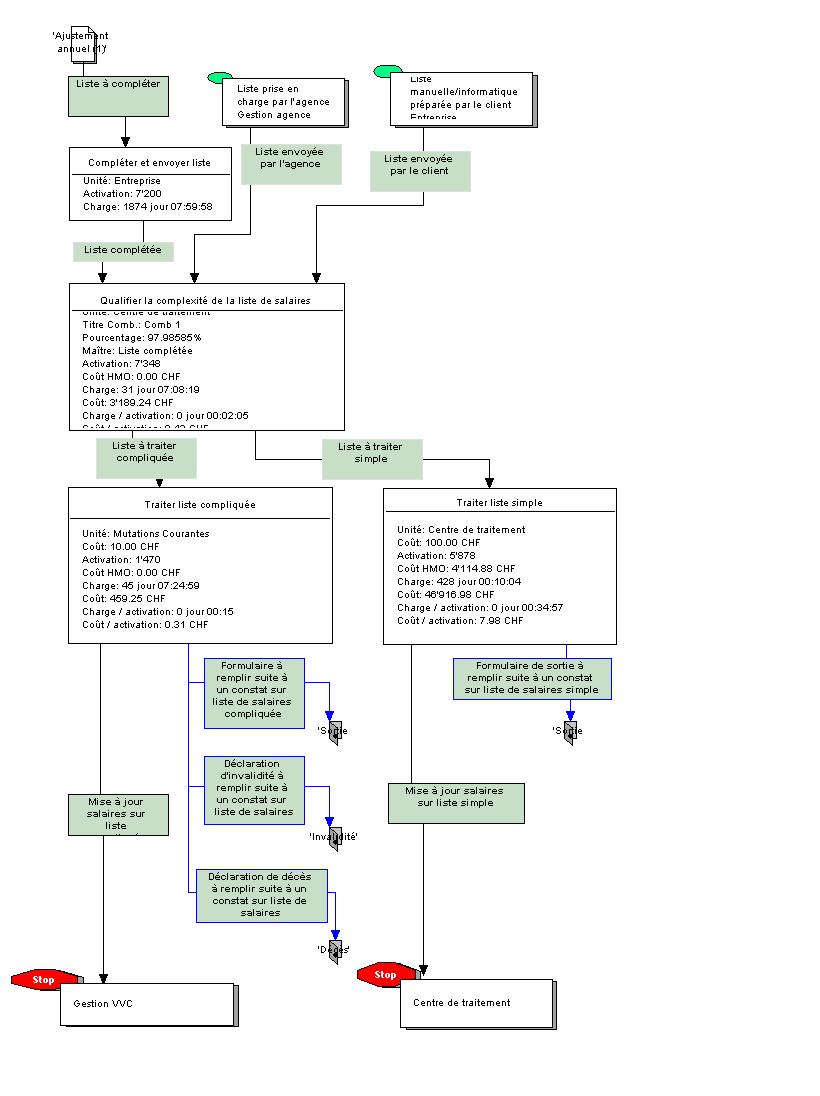 'Ajustement
annuel (1)'
Liste à compléter
Liste prise en
charge par l'agence
Gestion agence
Liste
manuelle/informatique
préparée par le client
Entreprise
Compléter et envoyer liste
Unité: Entreprise
Activation: 7'200
Charge: 1874 jour 07:59:58
Liste envoyée
par l'agence
Liste envoyée
par le client
Liste complétée
Qualifier la complexité de la liste de salaires
Unité: Centre de traitement
Titre Comb.: Comb 1
Pourcentage: 97.98585%
Maître: Liste complétée
Activation: 7'348
Coût HMO: 0.00 CHF
Charge: 31 jour 07:08:19
Coût: 3'189.24 CHF
Charge / activation: 0 jour 00:02:05
Coût / activation: 0.43 CHF
Liste à traiter
compliquée
Liste à traiter
simple
Traiter liste compliquée
Unité: Mutations Courantes
Coût: 10.00 CHF
Activation: 1'470
Coût HMO: 0.00 CHF
Charge: 45 jour 07:24:59
Coût: 459.25 CHF
Charge / activation: 0 jour 00:15
Coût / activation: 0.31 CHF
Traiter liste simple
Unité: Centre de traitement
Coût: 100.00 CHF
Activation: 5'878
Coût HMO: 4'114.88 CHF
Charge: 428 jour 00:10:04
Coût: 46'916.98 CHF
Charge / activation: 0 jour 00:34:57
Coût / activation: 7.98 CHF
Formulaire à
remplir suite à
un constat sur
liste de salaires
compliquée
'Sortie
Formulaire de sortie à
remplir suite à un constat
sur liste de salaires simple
'Sortie
Déclaration
d'invalidité à
remplir suite à
un constat sur
liste de salaires
'Invalidité'
Mise à jour
salaires sur
liste
Mise à jour salaires
sur liste simple
Déclaration de décès
à remplir suite à un
constat sur liste de
salaires
'Décès'
Stop
Gestion VVC
Stop
Centre de traitement